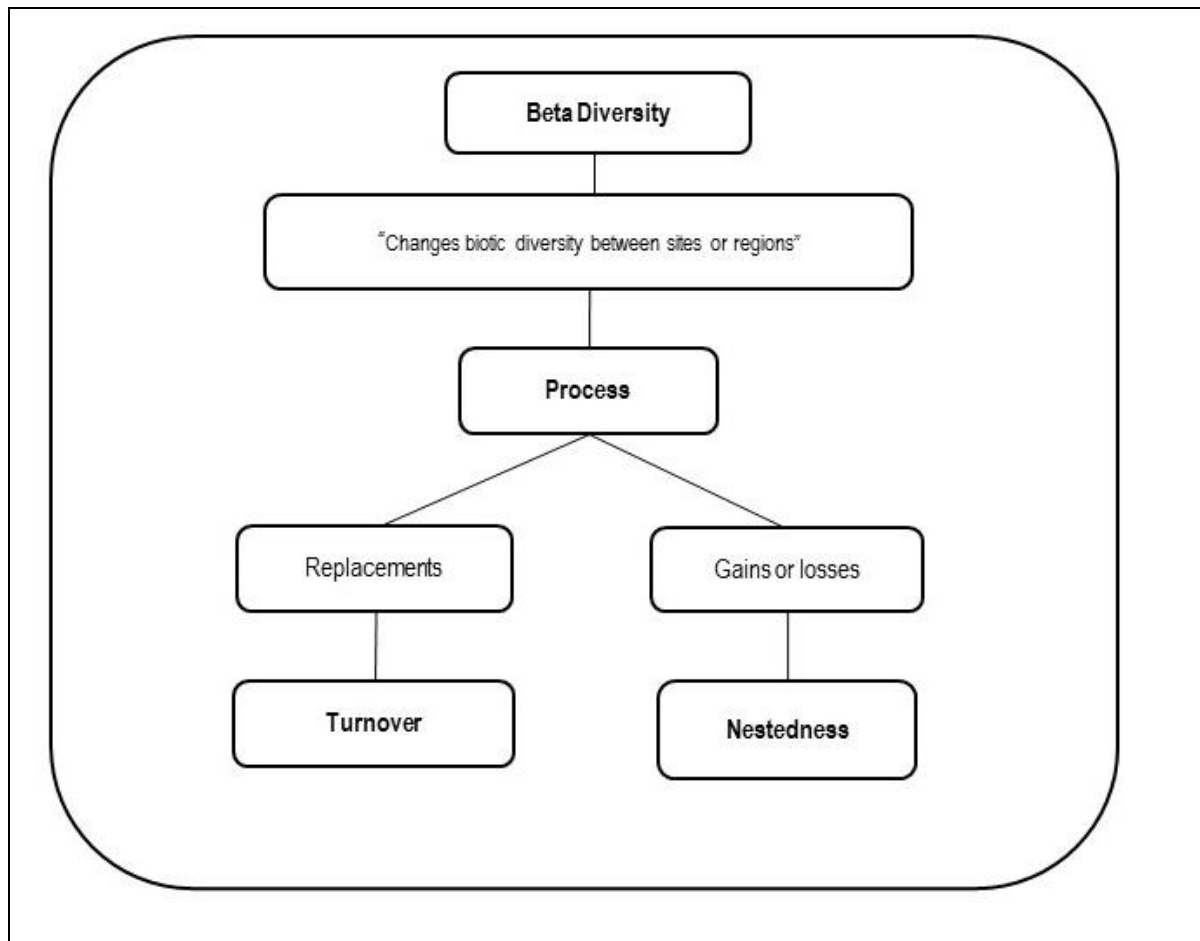 Beta Diversity
“Changes biotic diversity between sites or regions”
Process
Replacements
Gains or losses
Turnover
Nestedness